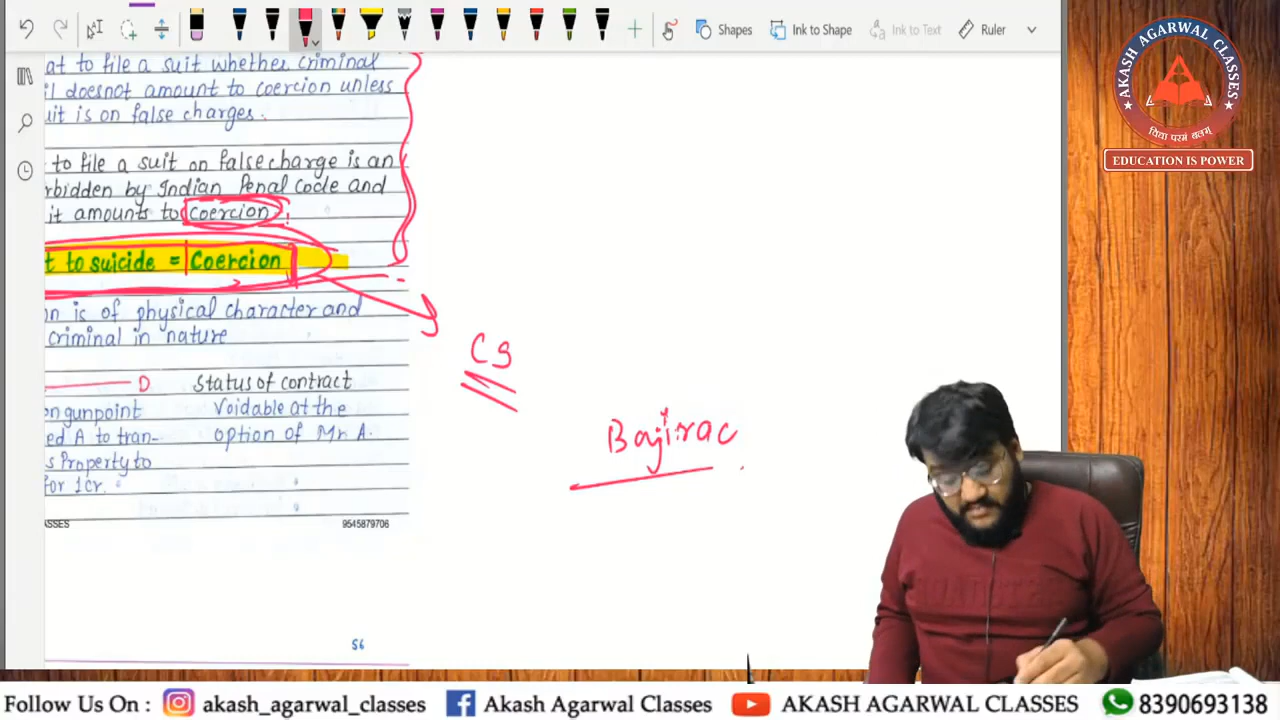 Shapes
Ink to Shape
Ink to Text
Ruler
at to file a suit whether criminal
il doesnot amount to coercion unless
uit is on false charges.
to file a suit on false charge is an
rbidden by Indian Penal Code and
it amounts to coercion!
t to suicide = Coercion
n is of physical character and
criminal in nature
D Status of contract
on gunpoint Voidable at the
ed A to tran- option of Mr A.
s Property to
for 1cr.
ASSES 9545879706
56
Bajirac
AKASH AGARWAL CLASSES
विद्या परमं बलम्
EDUCATION IS POWER
Follow Us On : akash_agarwal_classes Akash Agarwal Classes AKASH AGARWAL CLASSES 8390693138